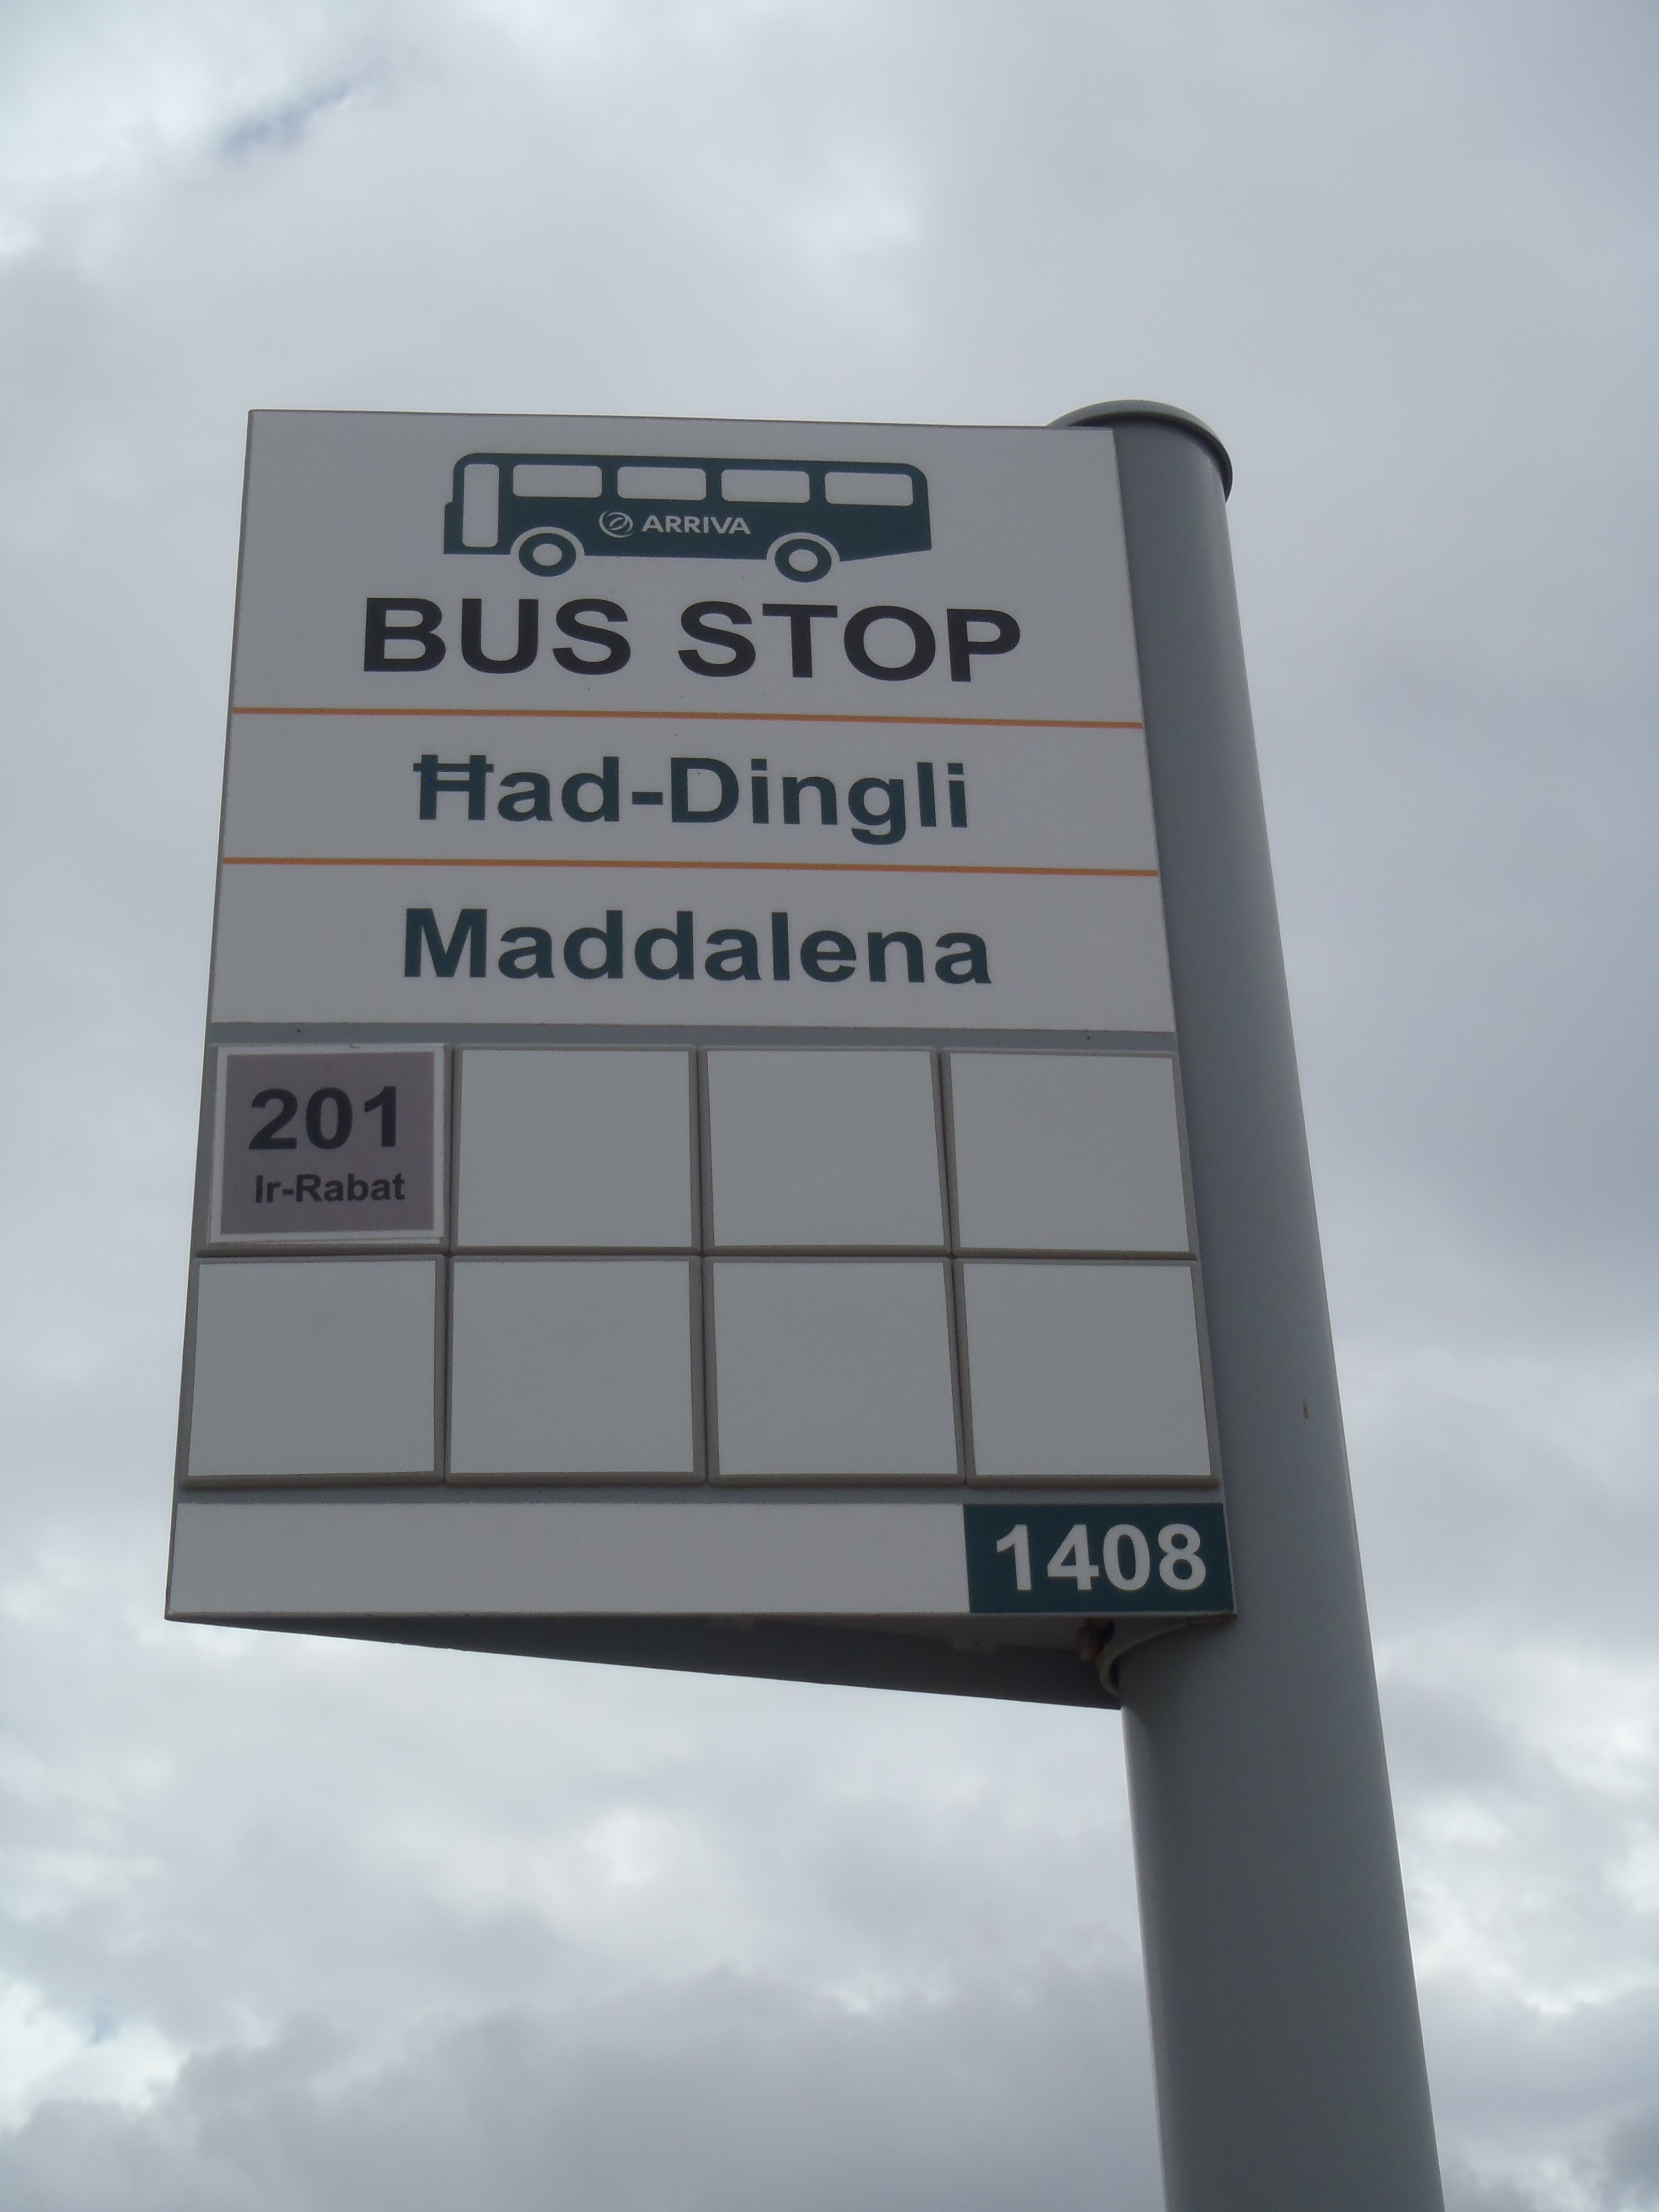 ARRIVA
BUS STOP
Ħad-Dingli
Maddalena
201
Ir-Rabat
1408